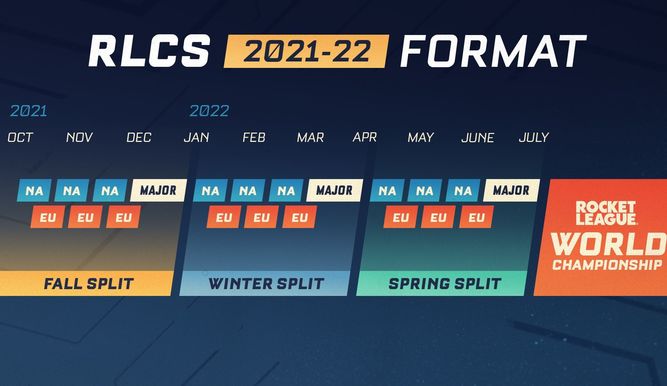 RLCS 2021-22 FORMAT
2021 2022
OCT NOV DEC JAN FEB MAR APR MAY JUNE JULY
NA NA NA MAJOR NA NA NA MAJOR NA NA NA MAJOR
EU EU EU EU EU EU EU EU EU
ROCKET
LEAGUE
WORLD
CHAMPIONSHIP
FALL SPLIT WINTER SPLIT SPRING SPLIT